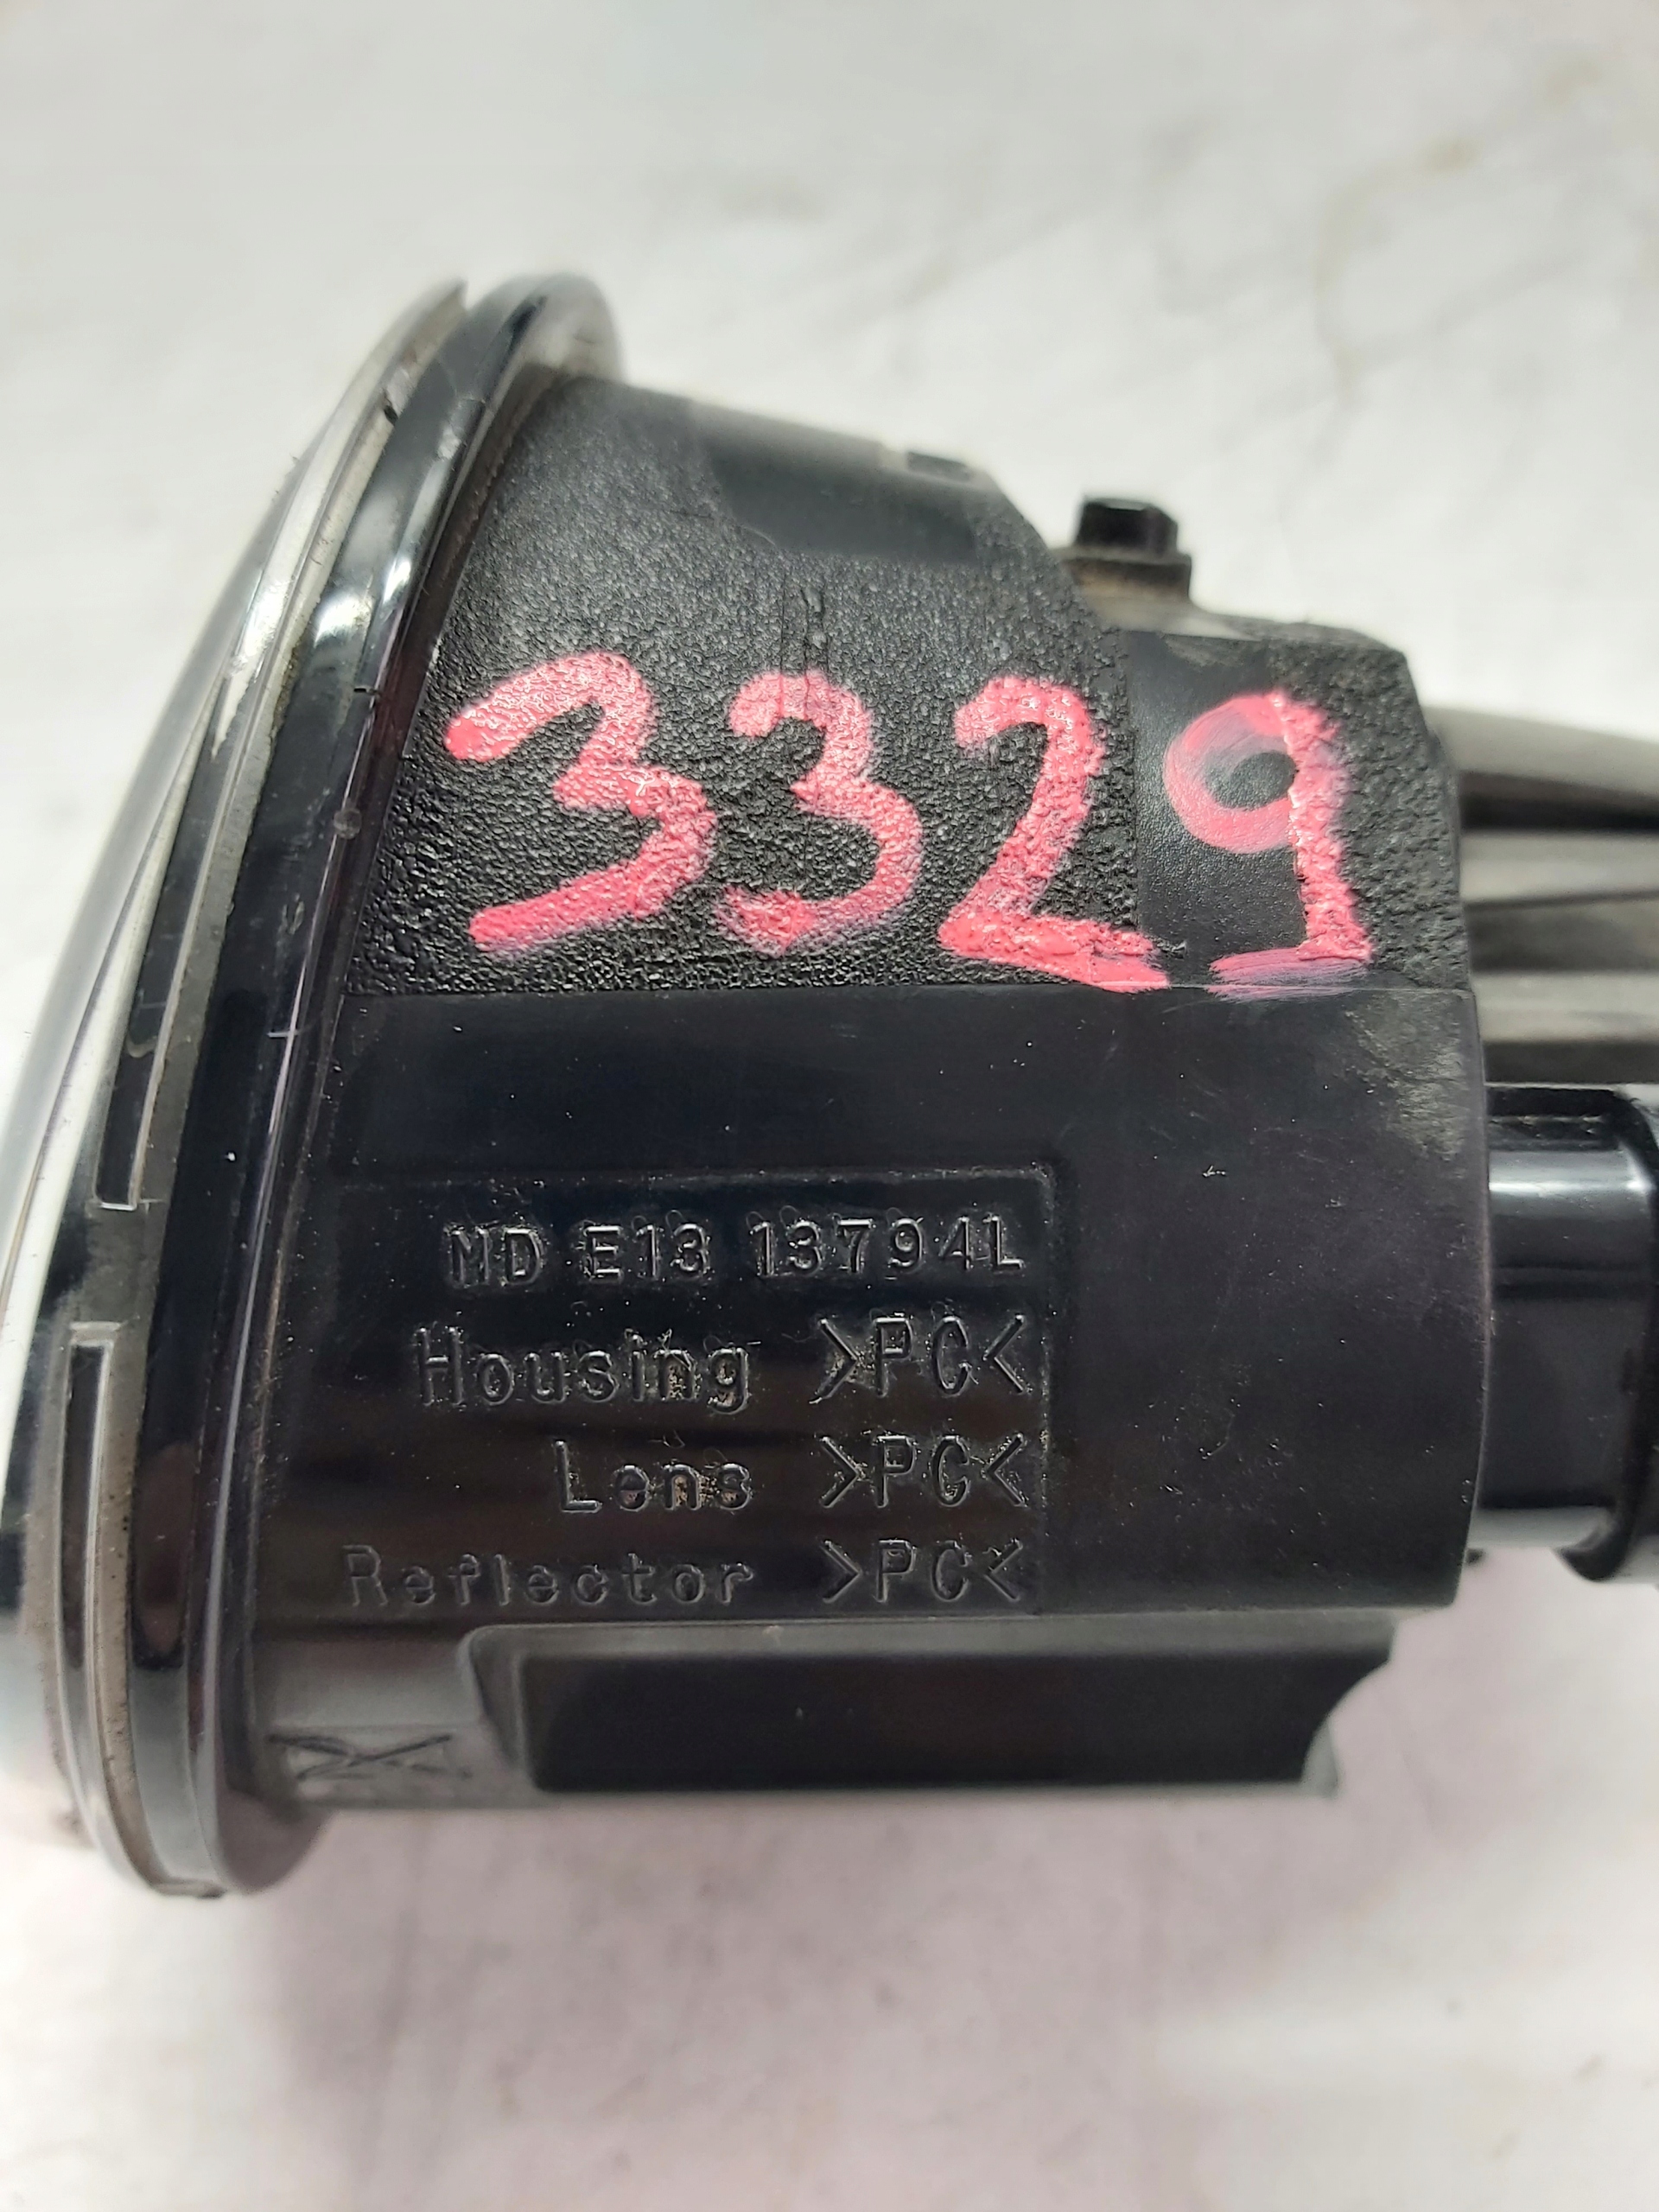 3329
MD E13 13794L
Housing >PC<
Lens >PC<
Reflector >PC<